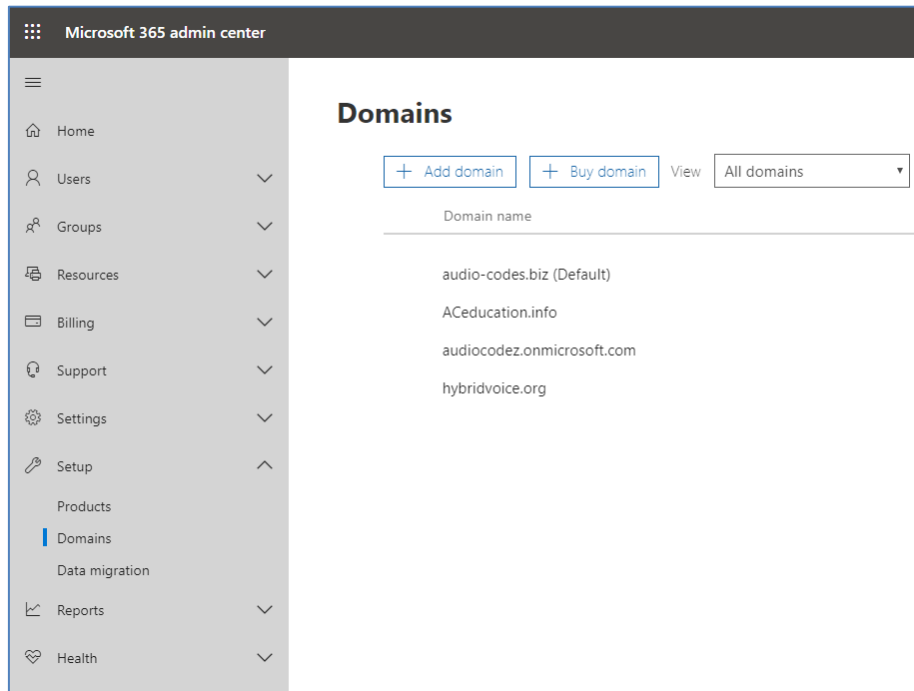 Microsoft 365 admin center
Home
Users
Groups
Resources
Billing
Support
Settings
Setup
Products
Domains
Data migration
Reports
Health
Domains
+ Add domain + Buy domain View All domains
Domain name
audio-codes.biz (Default)
ACeducation.info
audiocodez.onmicrosoft.com
hybridvoice.org